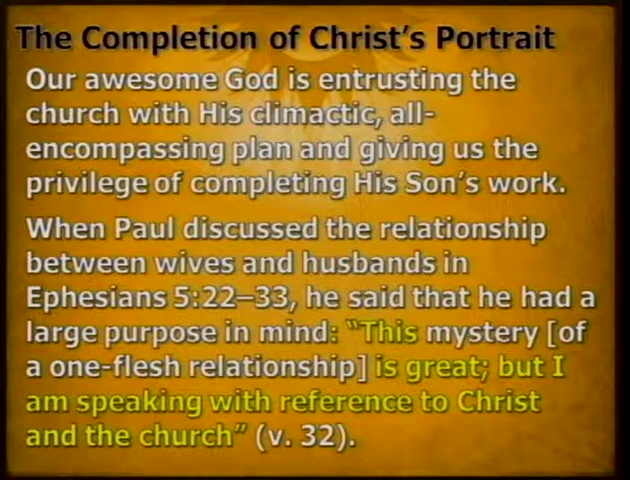 The Completion of Christ's Portrait
Our awesome God is entrusting the
church with His climactic, all-
encompassing plan and giving us the
privilege of completing His Son's work.
When Paul discussed the relationship
between wives and husbands in
Ephesians 5:22–33, he said that he had a
large purpose in mind: “This mystery [of
a one-flesh relationship] is great; but I
am speaking with reference to Christ
and the church” (v. 32).